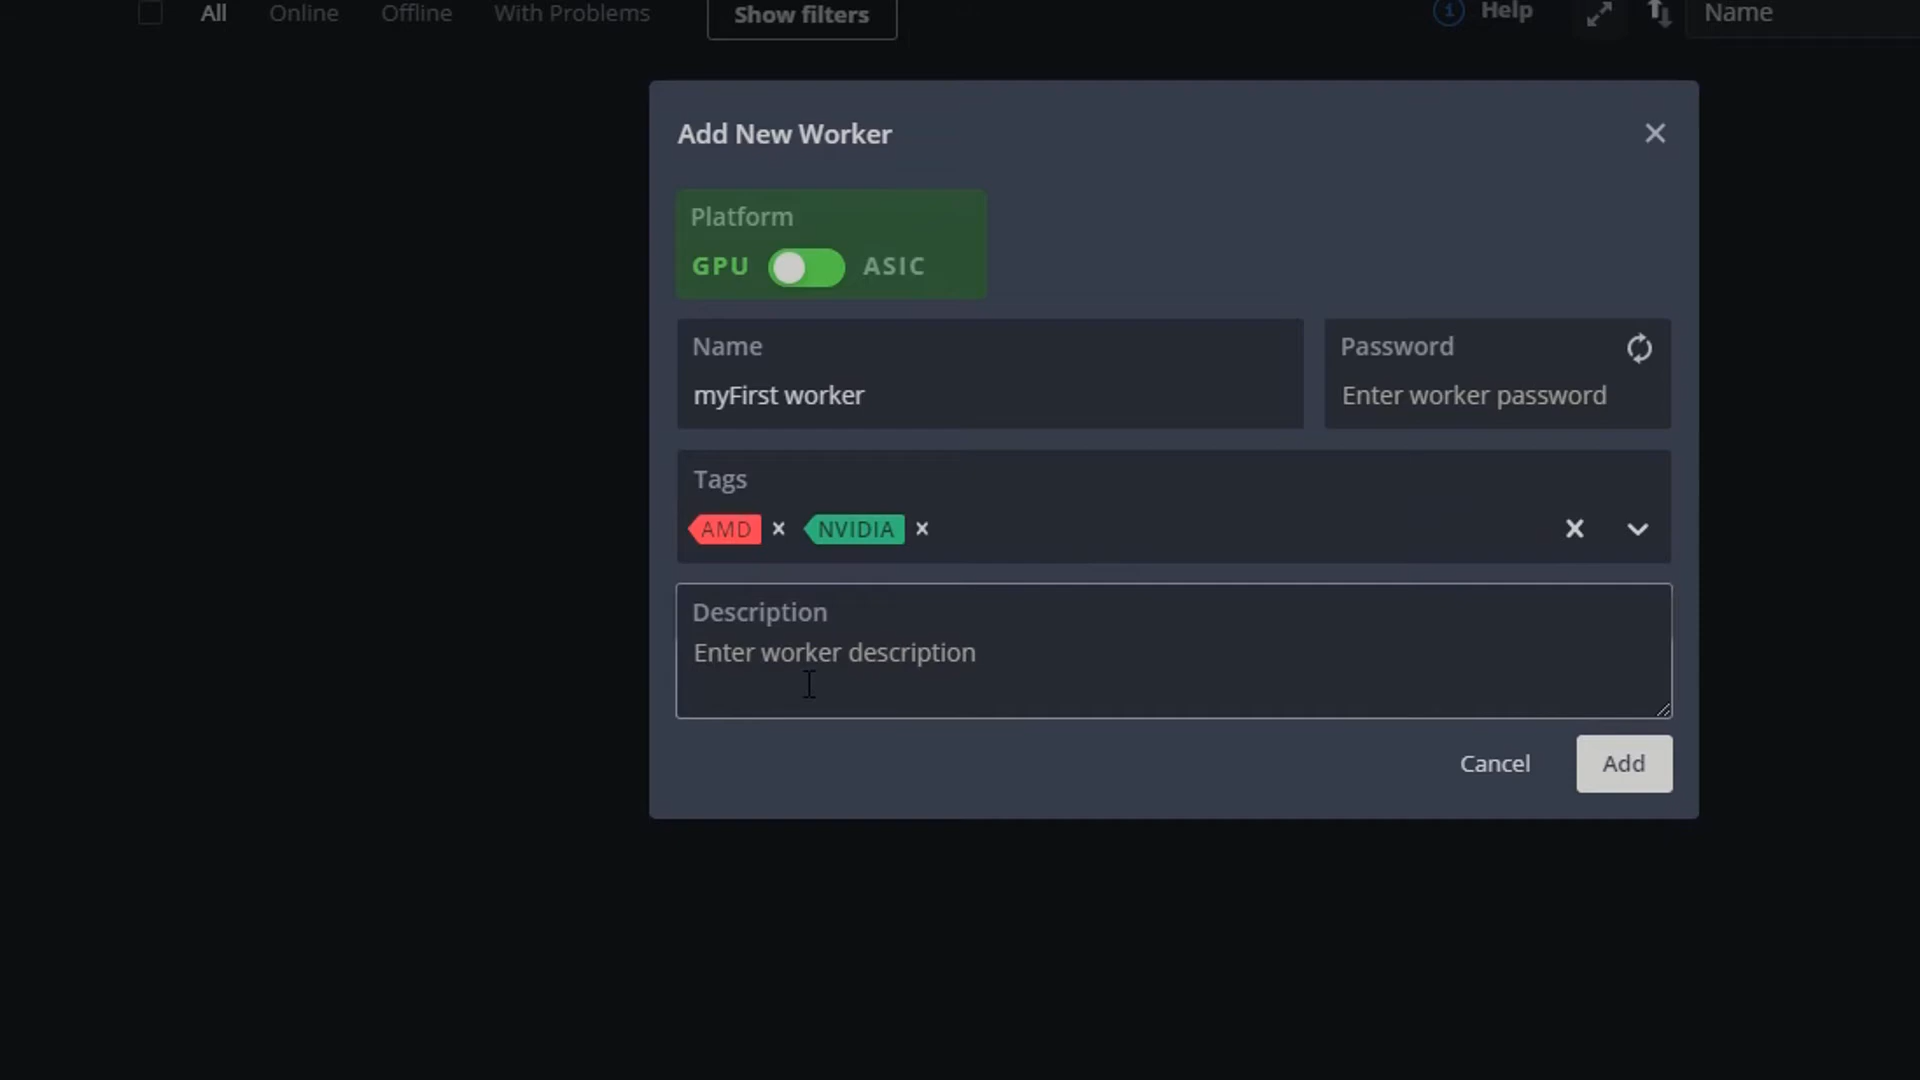 All Online Offline With Problems Show filters Help Name
Add New Worker
Platform
GPU ASIC
Name
myFirst worker
Password
Enter worker password
Tags
AMD NVIDIA
Description
Enter worker description
Cancel Add